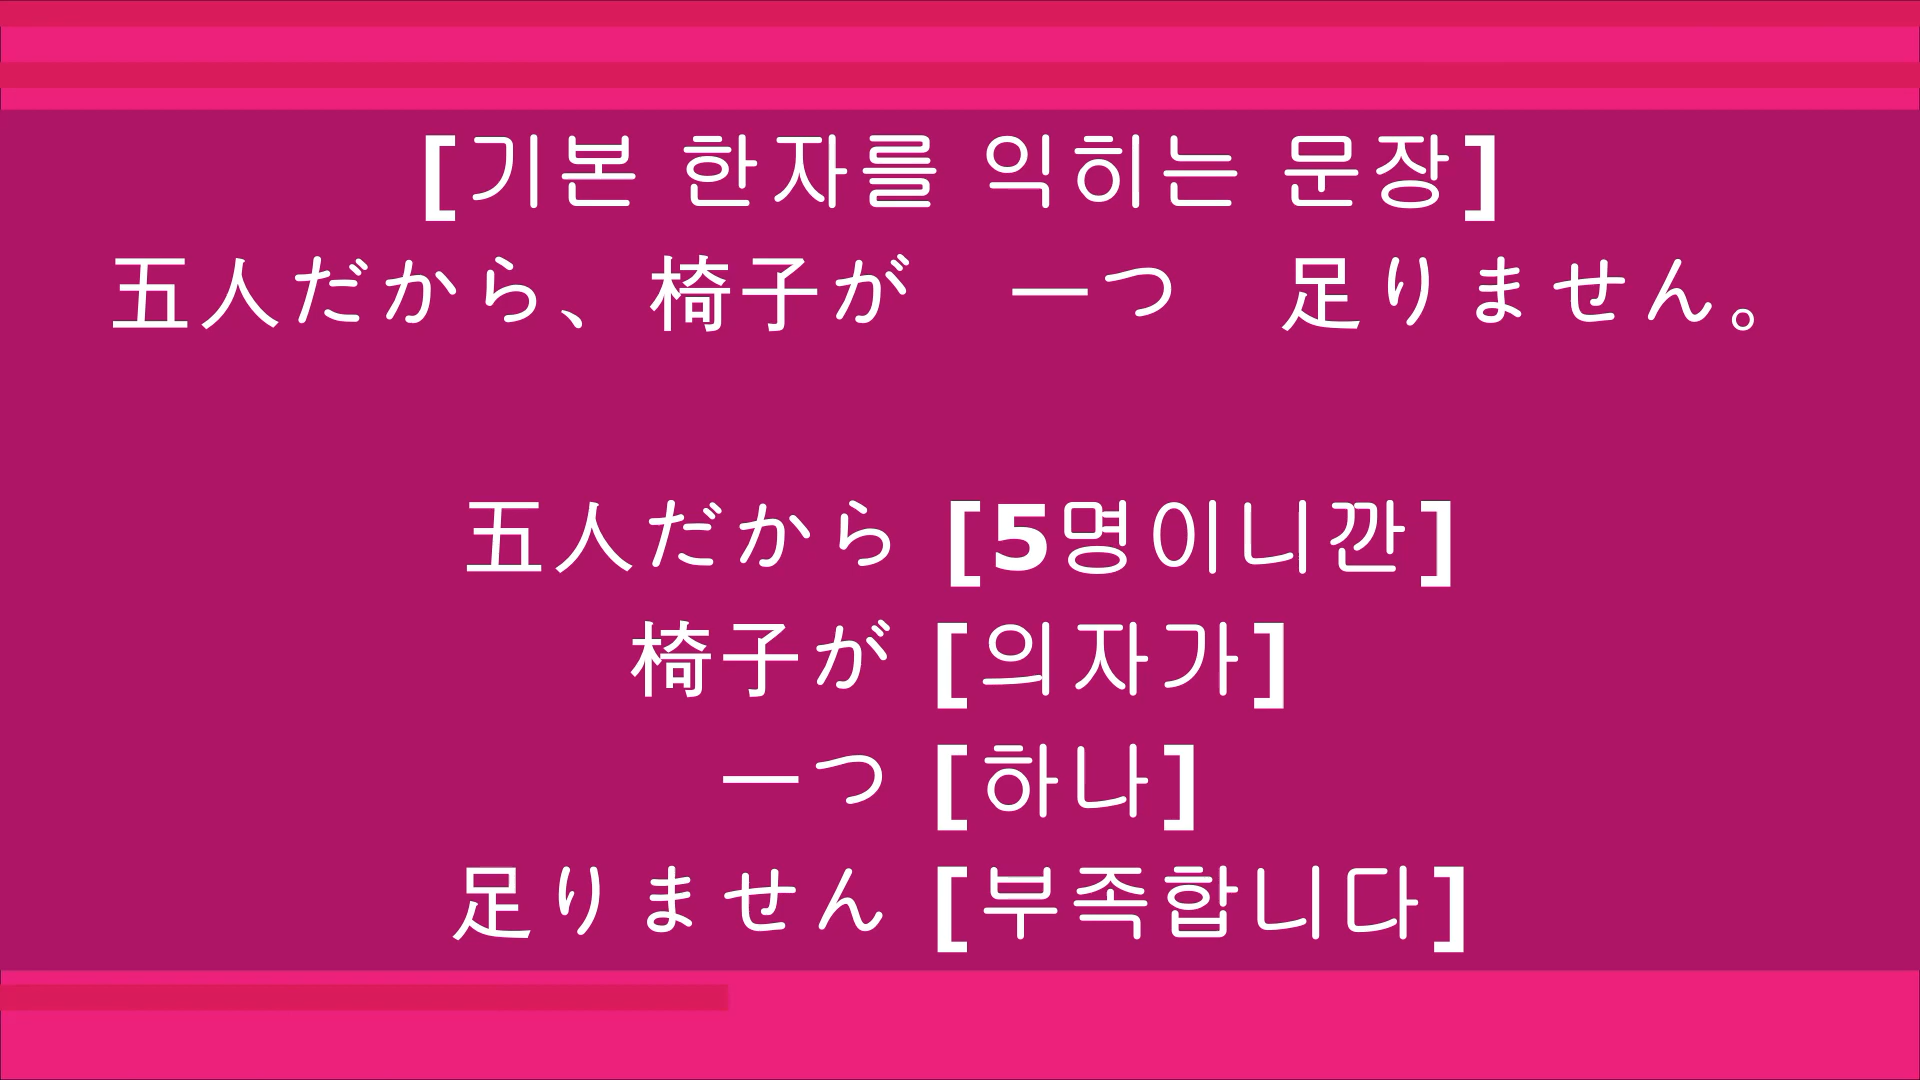 [기본 한자를 익히는 문장]
五人だから、椅子が　一つ　足りません。
五人だから [5명이니깐]
椅子が [의자가]
一つ [하나]
足りません [부족합니다]